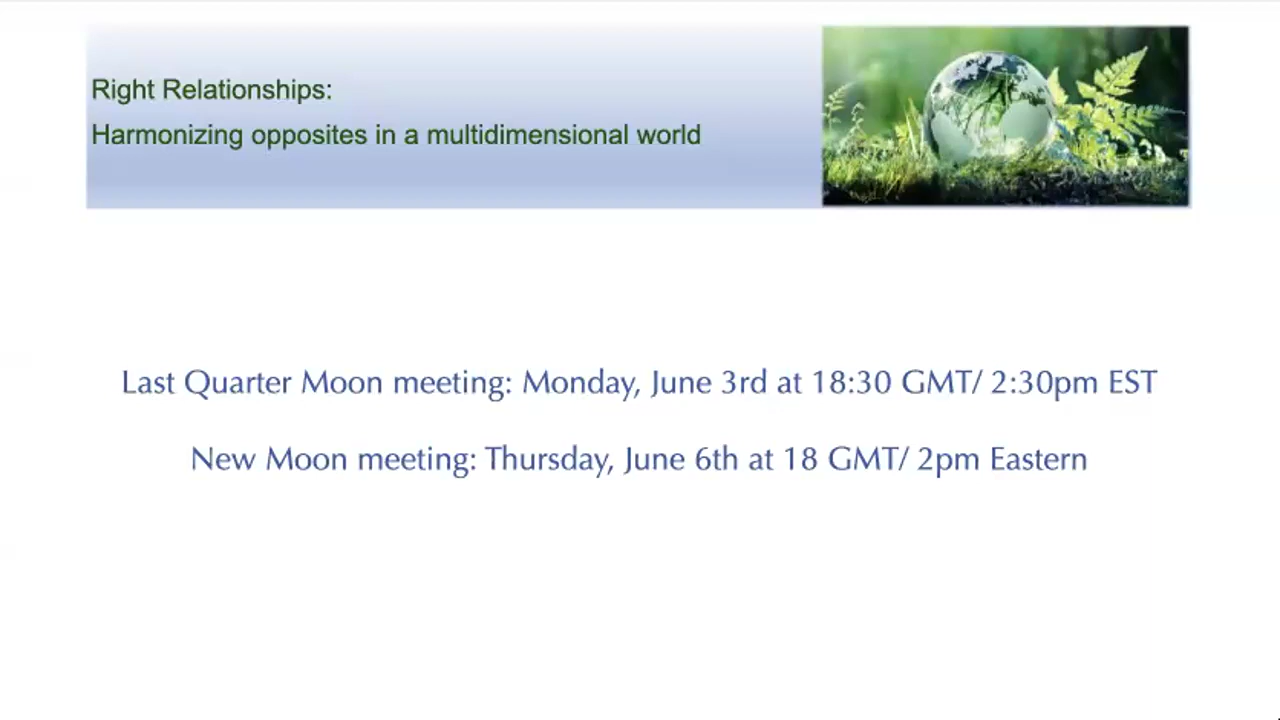 Right Relationships:
Harmonizing opposites in a multidimensional world
Last Quarter Moon meeting: Monday, June 3rd at 18:30 GMT/ 2:30pm EST
New Moon meeting: Thursday, June 6th at 18 GMT/ 2pm Eastern